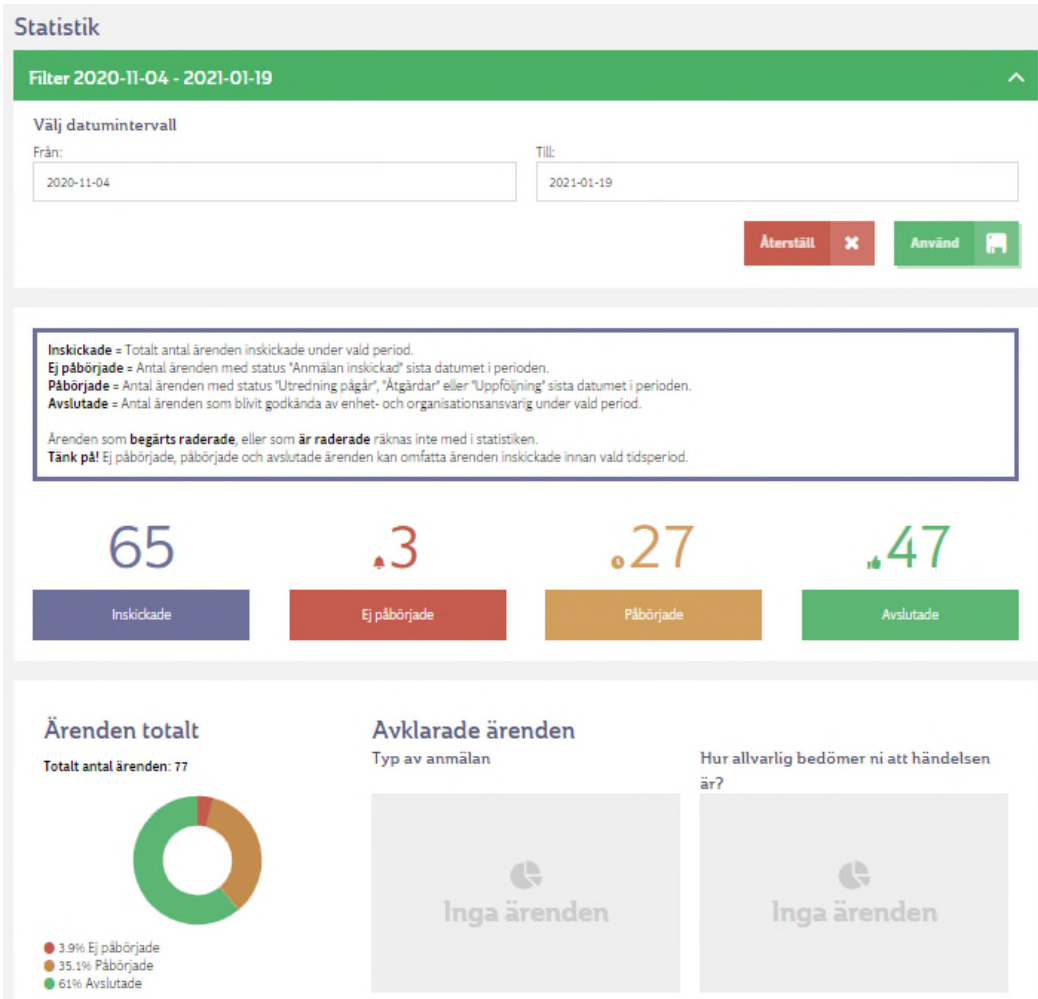 Statistik
Filter 2020-11-04 - 2021-01-19
Välj datumintervall
Från:
Till:
2020-11-04
2021-01-19
Återställ
Använd
Inskickade = Totalt antal ärenden inskickade under vald period.
Ej påbörjade = Antal ärenden med status "Anmälan inskickad" sista datumet i perioden.
Påbörjade = Antal ärenden med status "Utredning pågår", "Åtgärdar" eller "Uppföljning" sista datumet i perioden.
Avslutade = Antal ärenden som blivit godkända av enhet- och organisationsansvarig under vald period.
Ärenden som begärts raderade, eller som är raderade räknas inte med i statistiken.
Tänk på! Ej påbörjade, påbörjade och avslutade ärenden kan omfatta ärenden inskickade innan vald tidsperiod.
65
3
27
47
Inskickade
Ej påbörjade
Påbörjade
Avslutade
Ärenden totalt
Totalt antal ärenden: 77
3.9% Ej påbörjade
35.1% Påbörjade
61% Avslutade
Avklarade ärenden
Typ av anmälan
Inga ärenden
Hur allvarlig bedömer ni att händelsen
är?
Inga ärenden